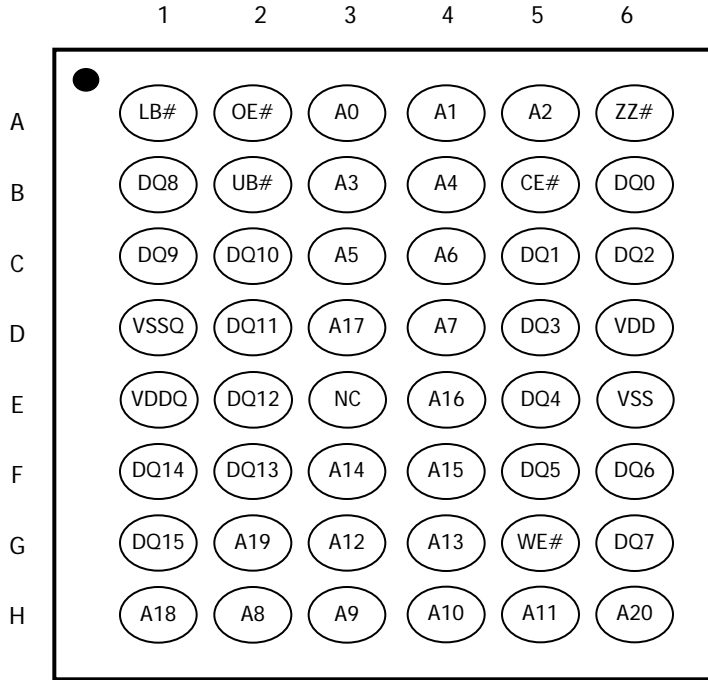 1 2 3 4 5 6
A LB# OE# A0 A1 A2 ZZ#
B DQ8 UB# A3 A4 CE# DQ0
C DQ9 DQ10 A5 A6 DQ1 DQ2
D VSSQ DQ11 A17 A7 DQ3 VDD
E VDDQ DQ12 NC A16 DQ4 VSS
F DQ14 DQ13 A14 A15 DQ5 DQ6
G DQ15 A19 A12 A13 WE# DQ7
H A18 A8 A9 A10 A11 A20